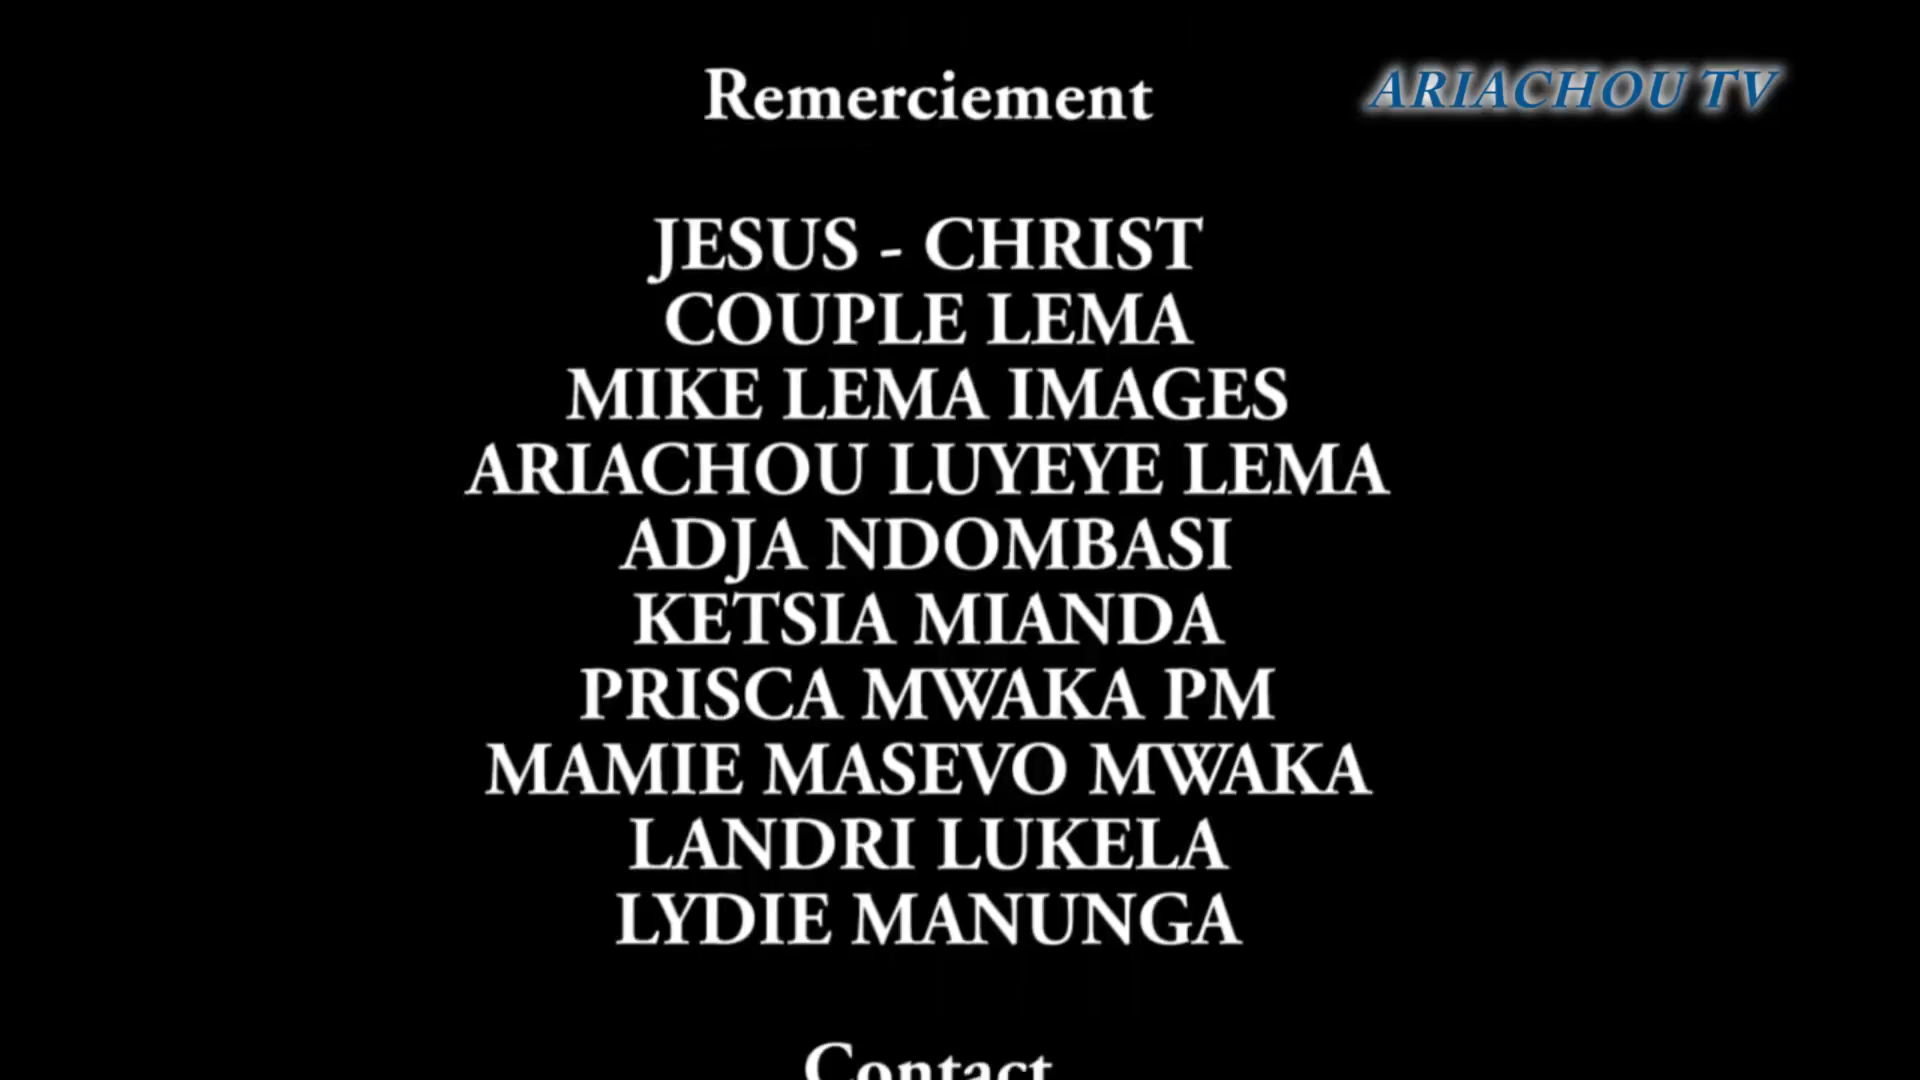 Remerciement
ARIACHOU TV
JESUS - CHRIST
COUPLE LEMA
MIKE LEMA IMAGES
ARIACHOU LUYEYE LEMA
ADJA NDOMBASI
KETSIA MIANDA
PRISCA MWAKA PM
MAMIE MASEVO MWAKA
LANDRI LUKELA
LYDIE MANUNGA
Contact